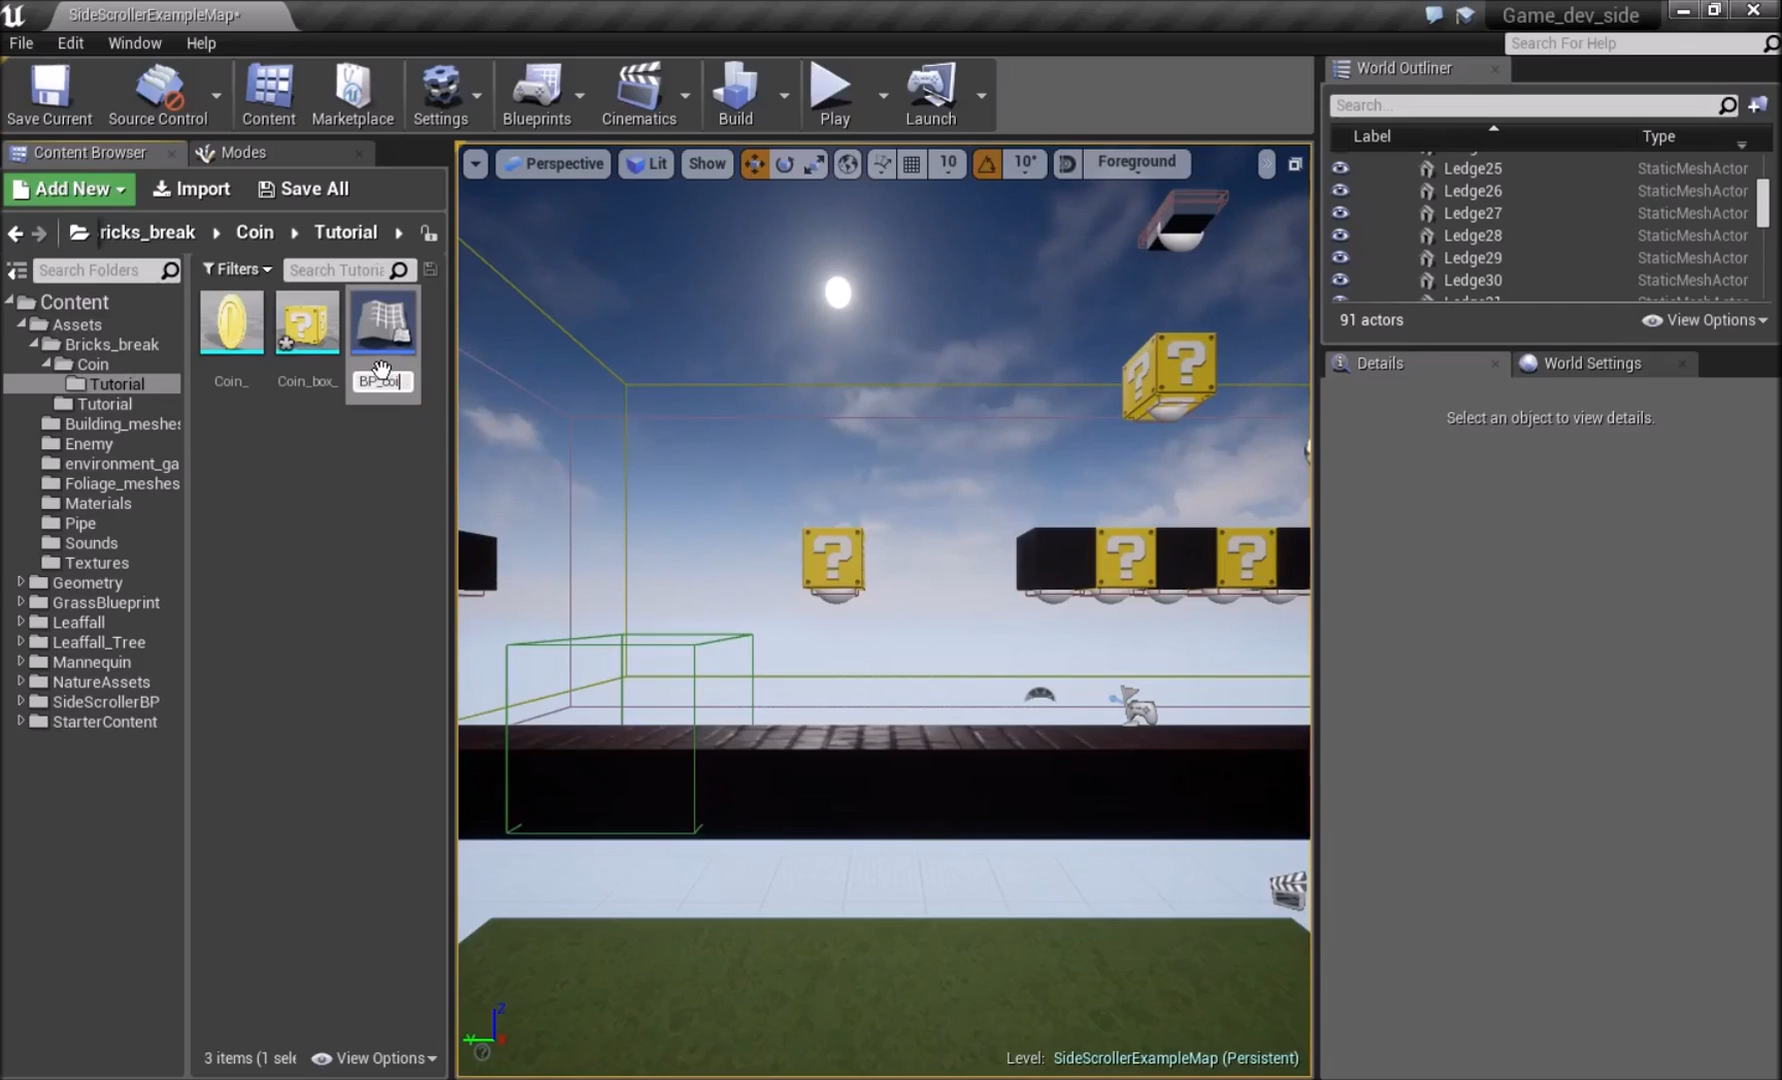 SideScrollerExampleMap*
Game_dev_side
File Edit Window Help
Search For Help
Save Current Source Control Content Marketplace Settings Blueprints Cinematics Build Play Launch
World Outliner
Search...
Label Type
Ledge25 StaticMeshActor
Ledge26 StaticMeshActor
Ledge27 StaticMeshActor
Ledge28 StaticMeshActor
Ledge29 StaticMeshActor
Ledge30 StaticMeshActor
91 actors View Options
Details World Settings
Select an object to view details.
Content Browser Modes
Add New Import Save All
ricks_break Coin Tutorial
Search Folders Filters Search Tutoria
Content
Assets
Bricks_break
Coin
Tutorial
Tutorial
Building_meshes
Enemy
environment_ga
Foliage_meshes
Materials
Pipe
Sounds
Textures
Geometry
GrassBlueprint
Leaffall
Leaffall_Tree
Mannequin
NatureAssets
SideScrollerBP
StarterContent
Coin_ Coin_box_ BP_coi
3 items (1 sele View Options
Perspective Lit Show 10 10° Foreground
? ?
? ? ?
Z
Y
Level: SideScrollerExampleMap (Persistent)